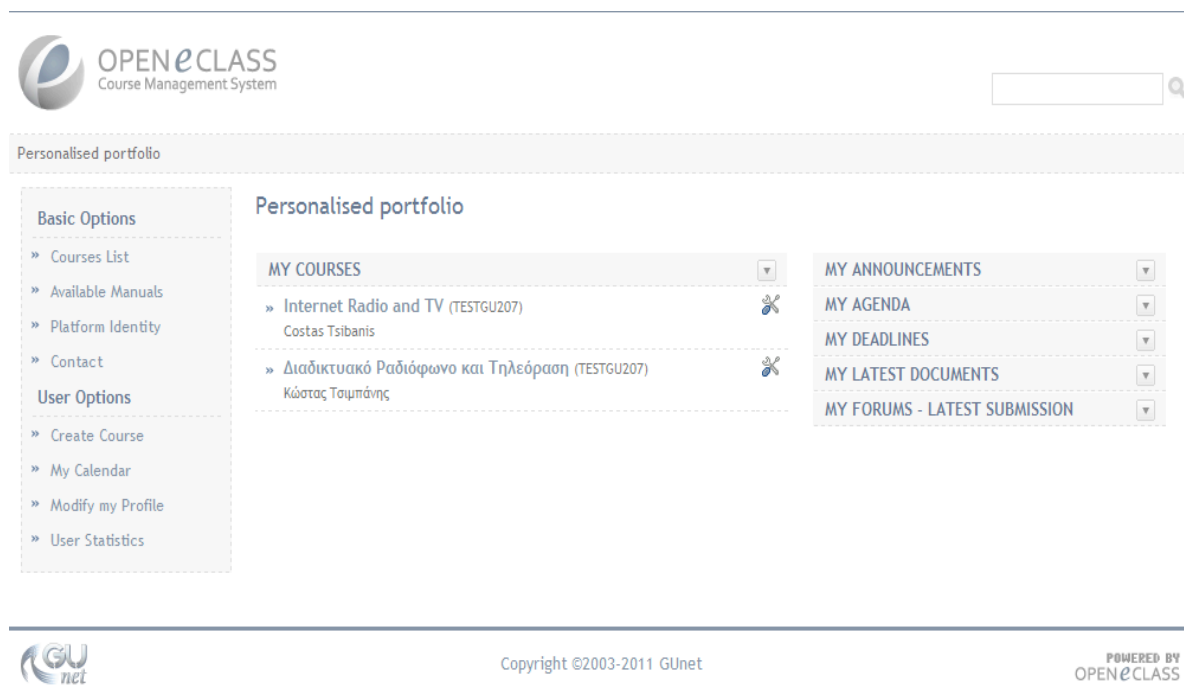 OPEN eCLASS
Course Management System
Personalised portfolio
Basic Options
» Courses List
» Available Manuals
» Platform Identity
» Contact
User Options
» Create Course
» My Calendar
» Modify my Profile
» User Statistics
Personalised portfolio
MY COURSES
» Internet Radio and TV (TESTGU207)
Costas Tsibanis
» Διαδικτυακό Ραδιόφωνο και Τηλεόραση (TESTGU207)
Κώστας Τσιμπάνης
MY ANNOUNCEMENTS
MY AGENDA
MY DEADLINES
MY LATEST DOCUMENTS
MY FORUMS - LATEST SUBMISSION
GU
net
Copyright ©2003-2011 GUnet
POWERED BY
OPEN eCLASS